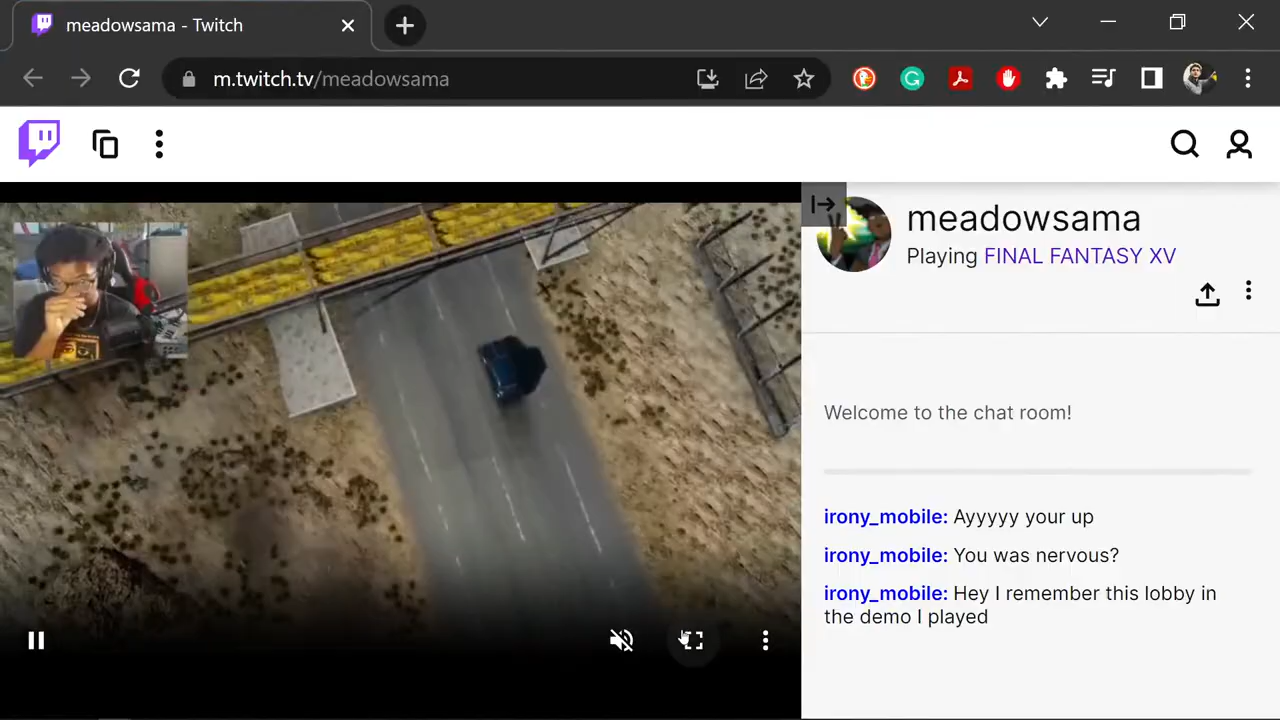 meadowsama - Twitch
m.twitch.tv/meadowsama
meadowsama
Playing FINAL FANTASY XV
Welcome to the chat room!
irony_mobile: Ayyyyy your up
irony_mobile: You was nervous?
irony_mobile: Hey I remember this lobby in
the demo I played